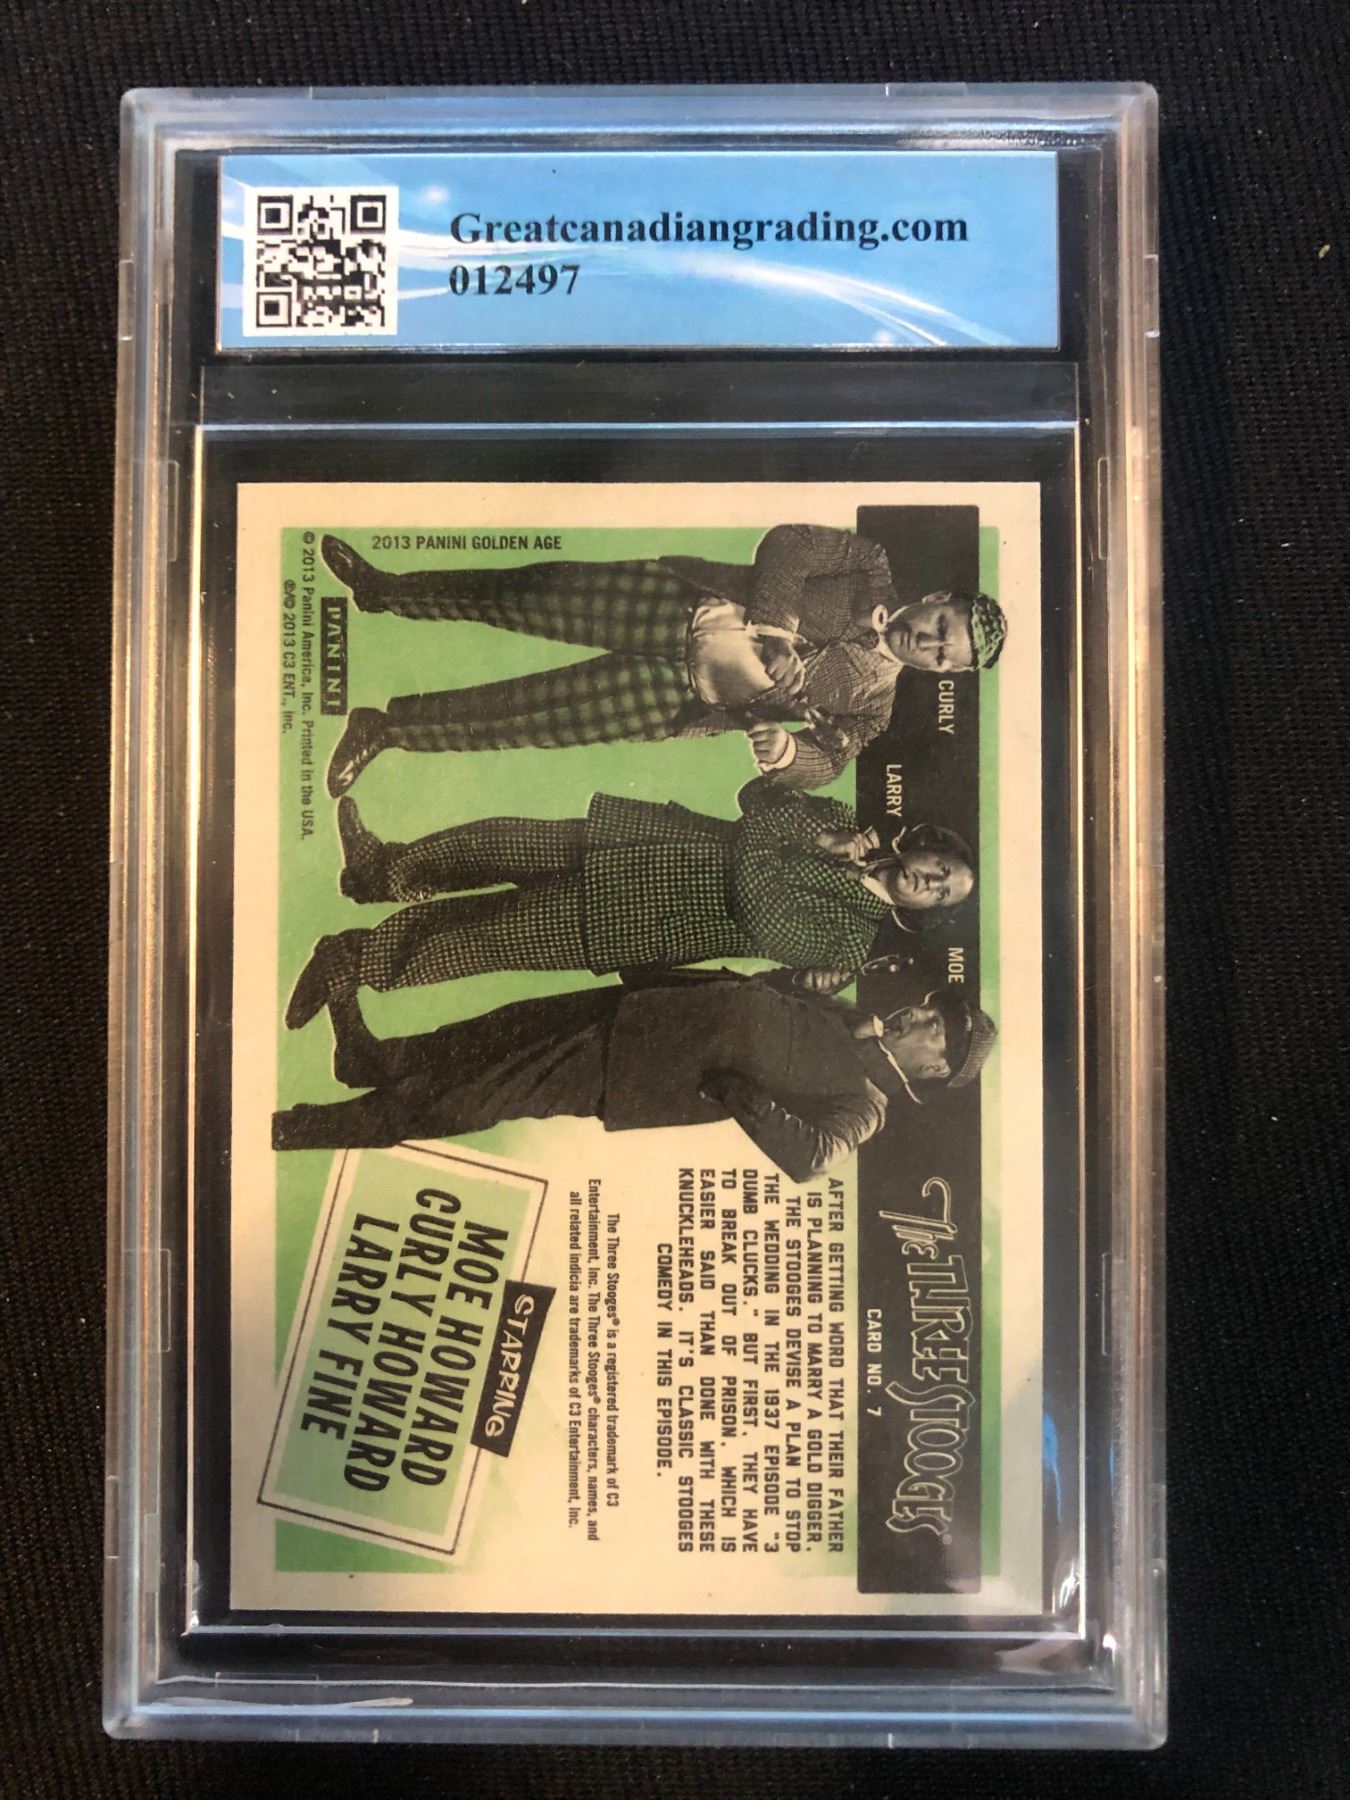 Greatcanadiangrading.com
012497
The THREE STOOGES®
CARD NO. 7
CURLY
LARRY
MOE
AFTER GETTING WORD THAT THEIR FATHER
IS PLANNING TO MARRY A GOLD DIGGER,
THE STOOGES DEVISE A PLAN TO STOP
THE WEDDING IN THE 1937 EPISODE "3
DUMB CLUCKS." BUT FIRST, THEY HAVE
TO BREAK OUT OF PRISON, WHICH IS
EASIER SAID THAN DONE WITH THESE
KNUCKLEHEADS. IT'S CLASSIC STOOGES
COMEDY IN THIS EPISODE.
The Three Stooges® is a registered trademark of C3
Entertainment, Inc. The Three Stooges® characters, names, and
all related indicia are trademarks of C3 Entertainment, Inc.
STARRING
MOE HOWARD
CURLY HOWARD
LARRY FINE
2013 PANINI GOLDEN AGE
PANINI
© 2013 Panini America, Inc. Printed in the USA.
®/© 2013 C3 ENT., Inc.